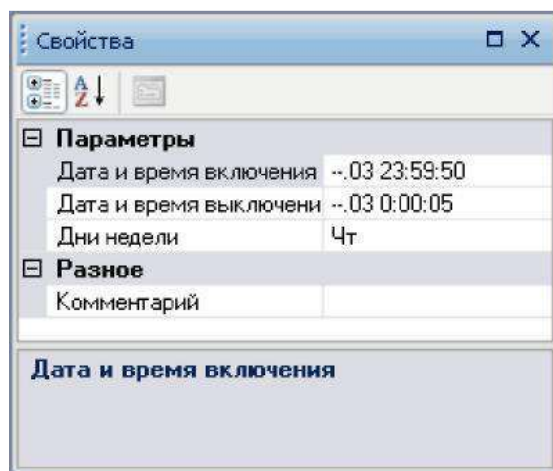 Свойства
Параметры
Дата и время включения --.03 23:59:50
Дата и время выключени --.03 0:00:05
Дни недели Чт
Разное
Комментарий
Дата и время включения